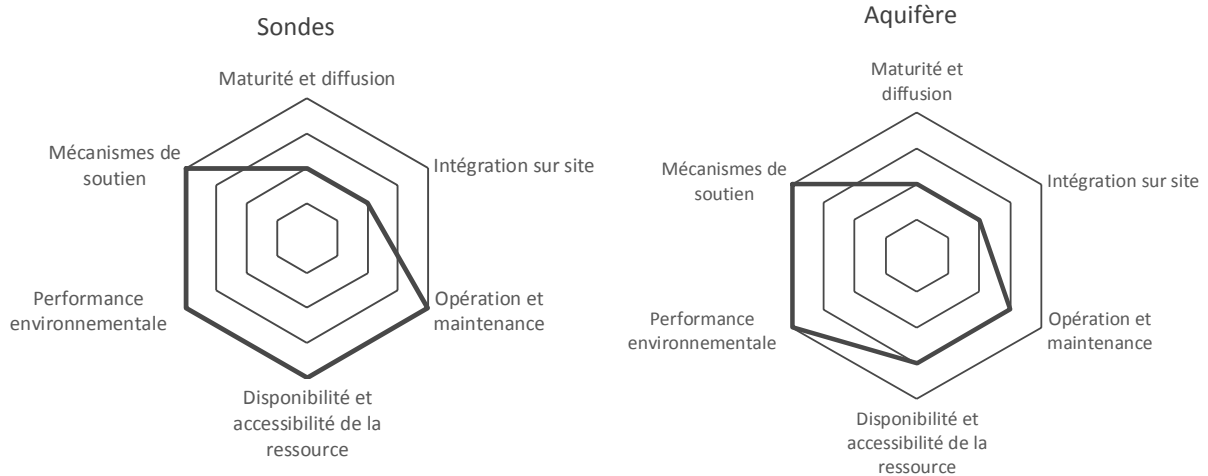 Sondes
Maturité et diffusion
Mécanismes de
soutien
Intégration sur site
Performance
environnementale
Opération et
maintenance
Disponibilité et
accessibilité de la
ressource
Aquifère
Maturité et
diffusion
Mécanismes de
soutien
Intégration sur site
Performance
environnementale
Opération et
maintenance
Disponibilité et
accessibilité de la
ressource